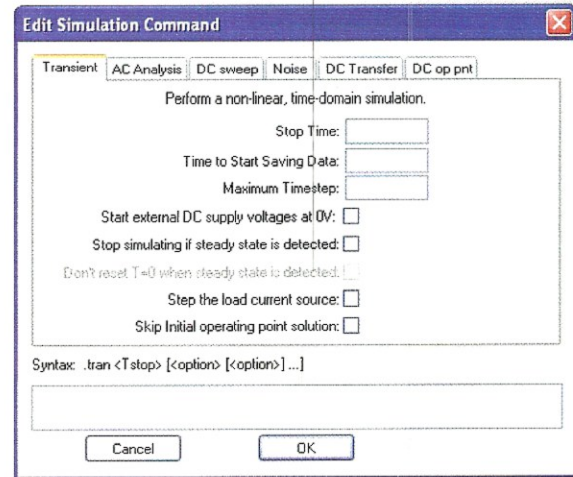 Edit Simulation Command
Transient AC Analysis DC sweep Noise DC Transfer DC op pnt
Perform a non-linear, time-domain simulation.
Stop Time:
Time to Start Saving Data:
Maximum Timestep:
Start external DC supply voltages at 0V:
Stop simulating if steady state is detected:
Don't reset T=0 when steady state is detected:
Step the load current source:
Skip Initial operating point solution:
Syntax: .tran <Tstop> [<option> [<option>] ...]
Cancel OK